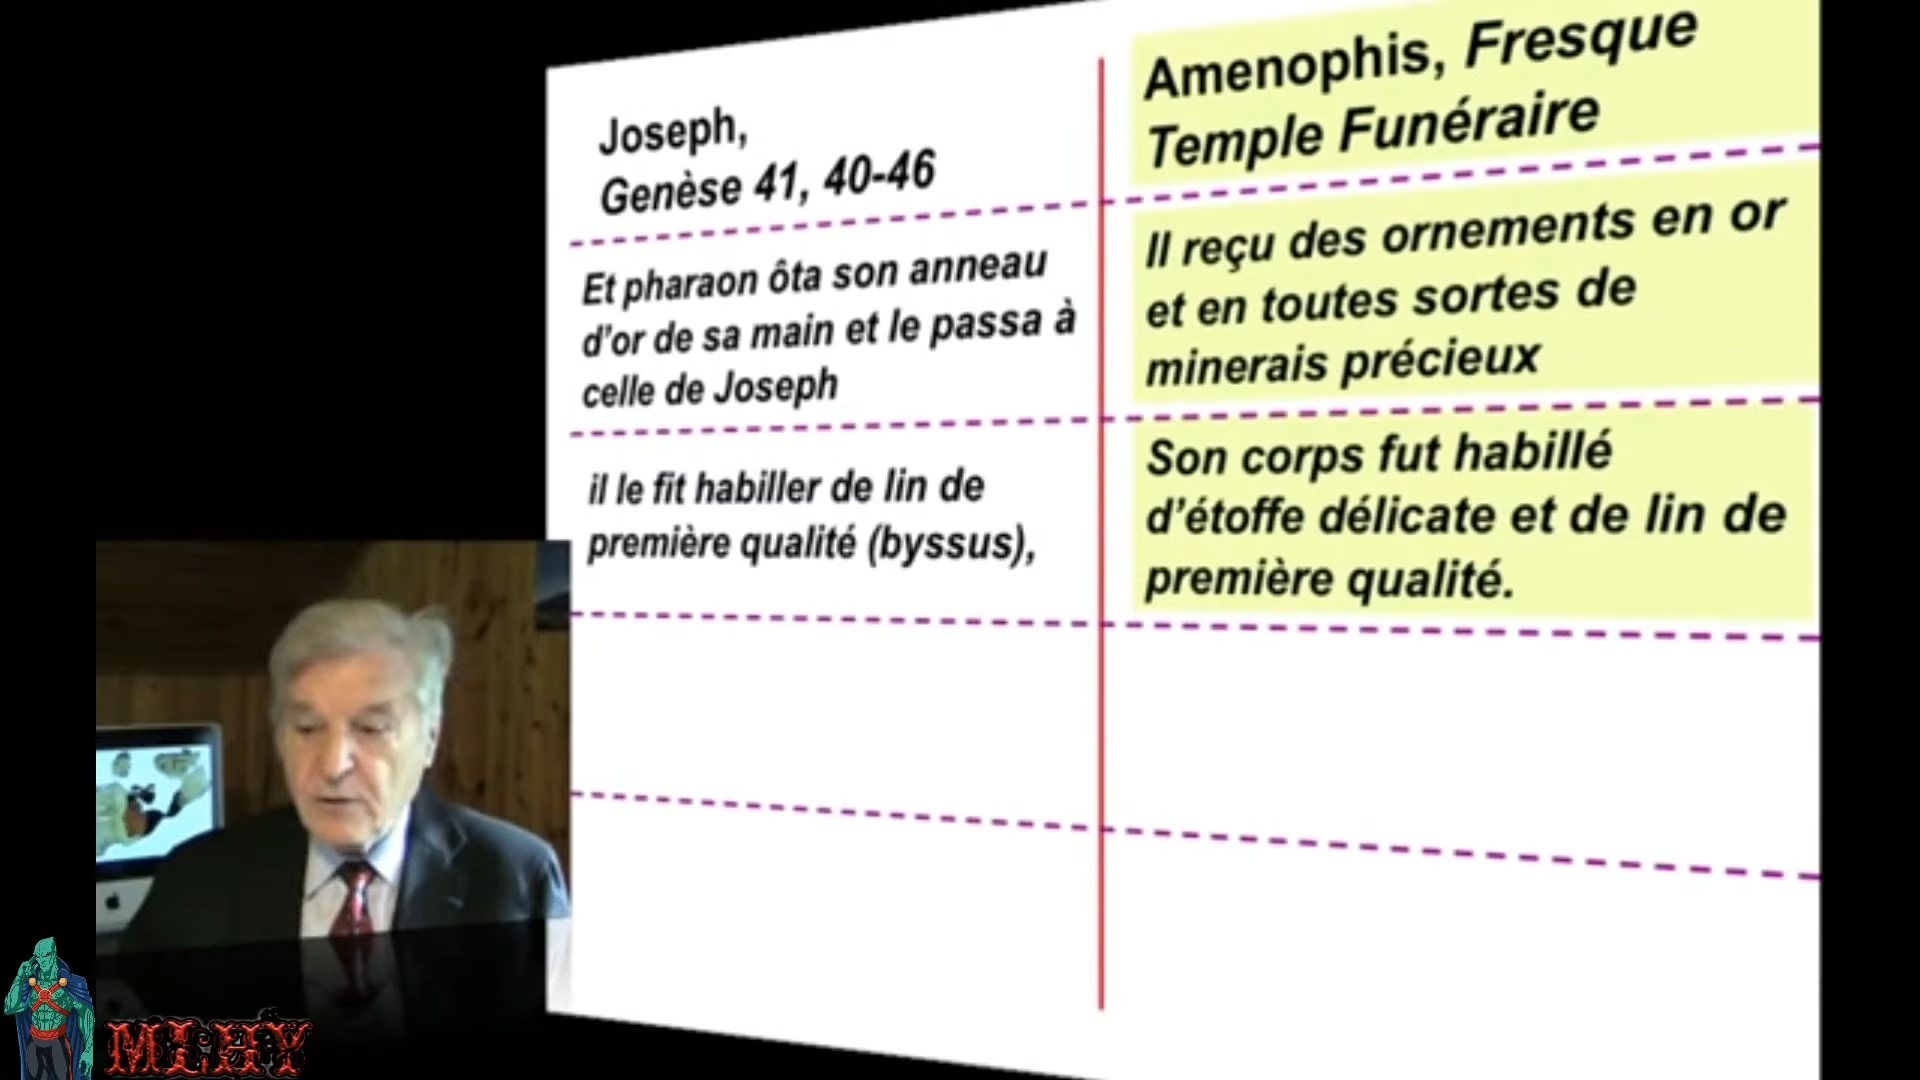 Joseph,
Genèse 41, 40-46
Amenophis, Fresque
Temple Funéraire
Et pharaon ôta son anneau
d'or de sa main et le passa à
celle de Joseph
Il reçu des ornements en or
et en toutes sortes de
minerais précieux
il le fit habiller de lin de
première qualité (byssus),
Son corps fut habillé
d'étoffe délicate et de lin de
première qualité.
MLHY